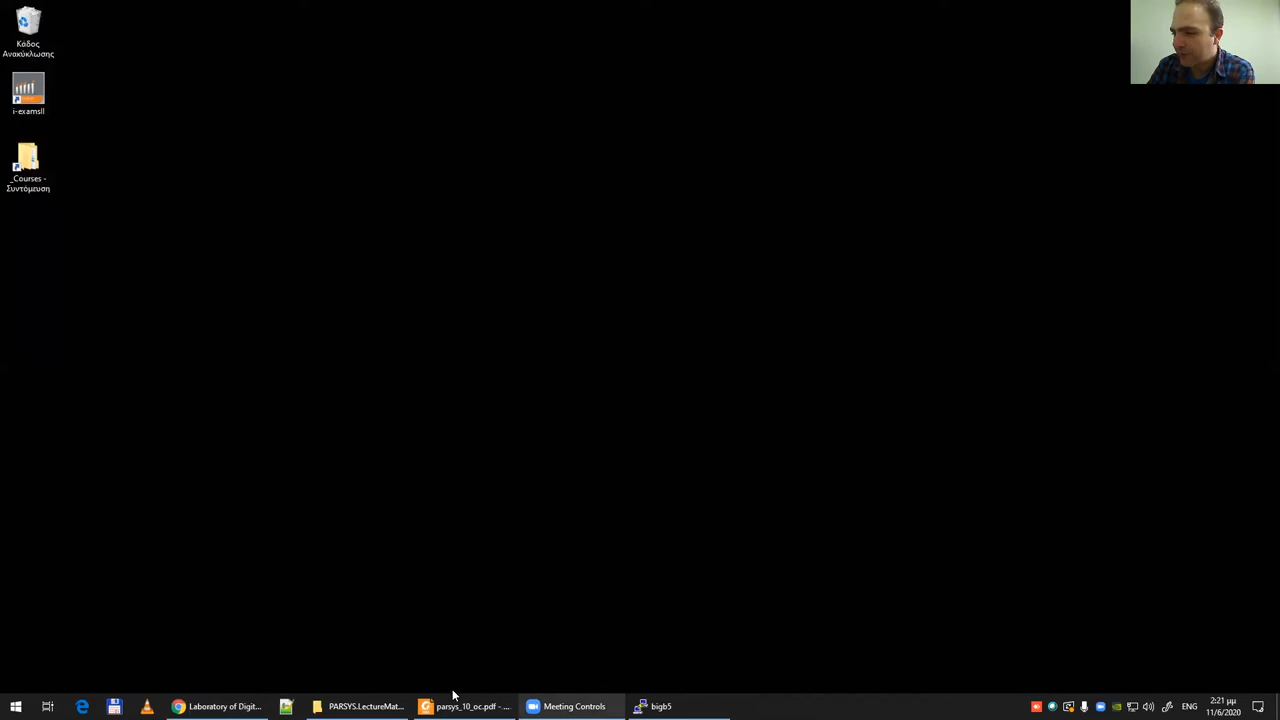 Κάδος
Ανακύκλωσης
i-examsII
_Courses -
Συντόμευση
Laboratory of Digit...
PARSYS.LectureMat...
parsys_10_oc.pdf - ...
Meeting Controls
bigb5
ENG
2:21 μμ
11/6/2020